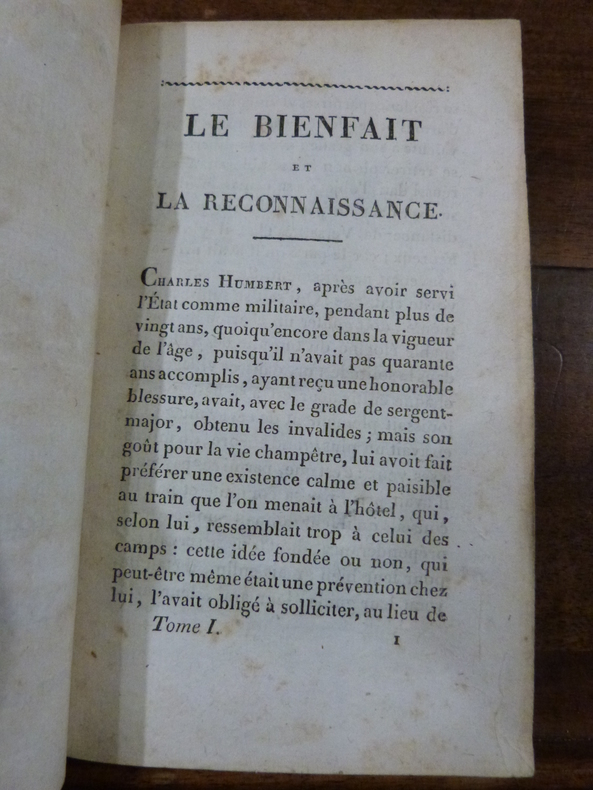 LE BIENFAIT
ET
LA RECONNAISSANCE.
CHARLES HUMBERT, après avoir servi
l'État comme militaire, pendant plus de
vingt ans, quoiqu'encore dans la vigueur
de l'âge, puisqu'il n'avait pas quarante
ans accomplis, ayant reçu une honorable
blessure, avait, avec le grade de sergent-
major, obtenu les invalides; mais son
goût pour la vie champêtre, lui avoit fait
préférer une existence calme et paisible
au train que l'on menait à l'hôtel, qui,
selon lui, ressemblait trop à celui des
camps: cette idée fondée ou non, qui
peut-être même était une prévention chez
lui, l'avait obligé à solliciter, au lieu de
Tome I.
1